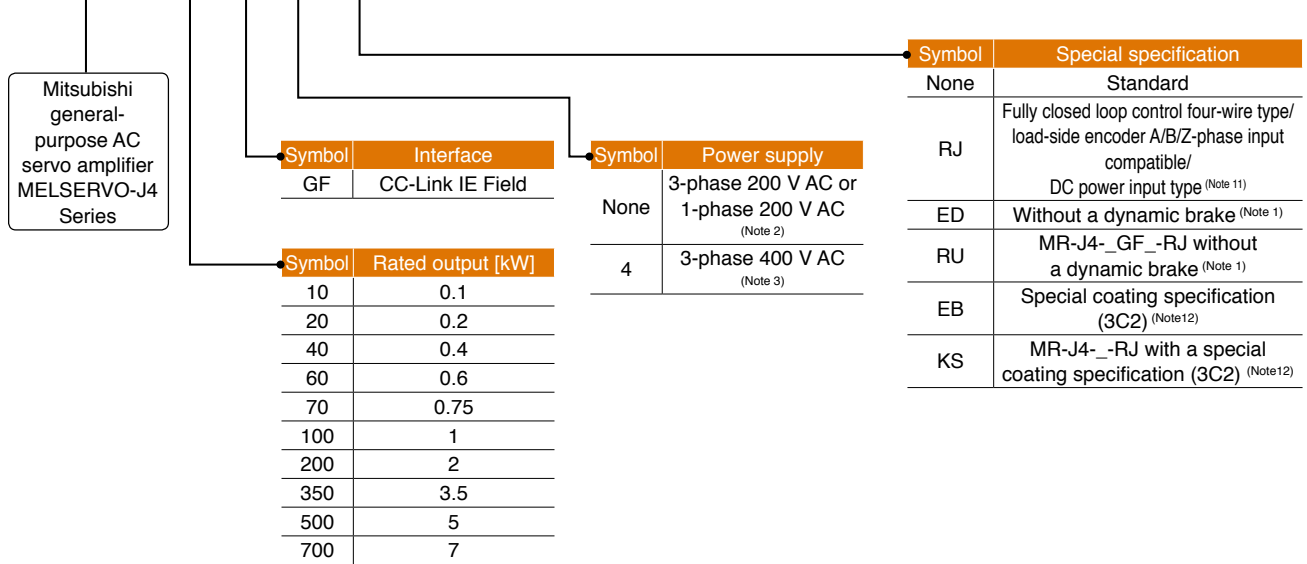 Mitsubishi
general-
purpose AC
servo amplifier
MELSERVO-J4
Series
Symbol Interface
GF CC-Link IE Field
Symbol Rated output [kW]
10 0.1
20 0.2
40 0.4
60 0.6
70 0.75
100 1
200 2
350 3.5
500 5
700 7
Symbol Power supply
None 3-phase 200 V AC or
1-phase 200 V AC
(Note 2)
4 3-phase 400 V AC
(Note 3)
Symbol Special specification
None Standard
RJ Fully closed loop control four-wire type/
load-side encoder A/B/Z-phase input
compatible/
DC power input type (Note 11)
ED Without a dynamic brake (Note 1)
RU MR-J4-_GF_-RJ without
a dynamic brake (Note 1)
EB Special coating specification
(3C2) (Note12)
KS MR-J4-_-RJ with a special
coating specification (3C2) (Note12)